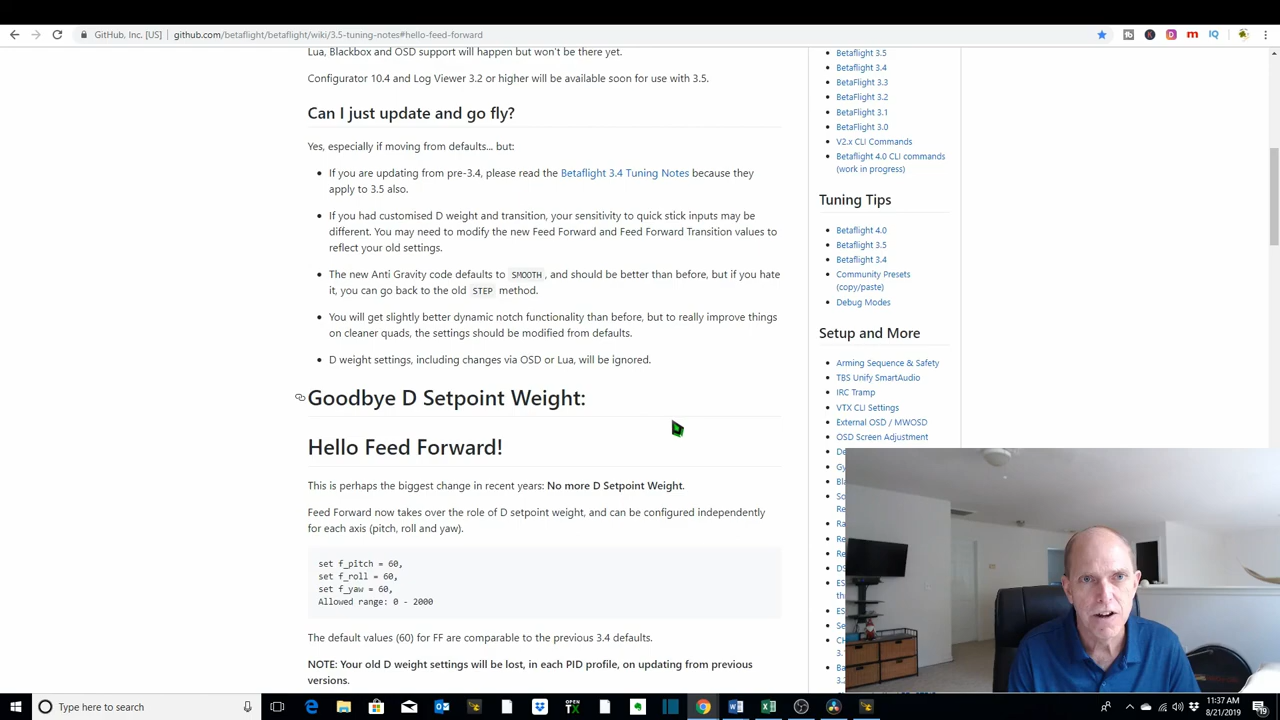 GitHub, Inc. [US]
github.com/betaflight/betaflight/wiki/3.5-tuning-notes#hello-feed-forward
Lua, Blackbox and OSD support will happen but won't be there yet.
Configurator 10.4 and Log Viewer 3.2 or higher will be available soon for use with 3.5.
Can I just update and go fly?
Yes, especially if moving from defaults... but:
If you are updating from pre-3.4, please read the Betaflight 3.4 Tuning Notes because they
apply to 3.5 also.
If you had customised D weight and transition, your sensitivity to quick stick inputs may be
different. You may need to modify the new Feed Forward and Feed Forward Transition values to
reflect your old settings.
The new Anti Gravity code defaults to SMOOTH, and should be better than before, but if you hate
it, you can go back to the old STEP method.
You will get slightly better dynamic notch functionality than before, but to really improve things
on cleaner quads, the settings should be modified from defaults.
D weight settings, including changes via OSD or Lua, will be ignored.
Goodbye D Setpoint Weight:
Hello Feed Forward!
This is perhaps the biggest change in recent years: No more D Setpoint Weight.
Feed Forward now takes over the role of D setpoint weight, and can be configured independently
for each axis (pitch, roll and yaw).
set f_pitch = 60,
set f_roll = 60,
set f_yaw = 60,
Allowed range: 0 - 2000
The default values (60) for FF are comparable to the previous 3.4 defaults.
NOTE: Your old D weight settings will be lost, in each PID profile, on updating from previous
versions.
Betaflight 3.5
Betaflight 3.4
BetaFlight 3.3
BetaFlight 3.2
BetaFlight 3.1
BetaFlight 3.0
V2.x CLI Commands
Betaflight 4.0 CLI commands
(work in progress)
Tuning Tips
Betaflight 4.0
Betaflight 3.5
Betaflight 3.4
Community Presets
(copy/paste)
Debug Modes
Setup and More
Arming Sequence & Safety
TBS Unify SmartAudio
IRC Tramp
VTX CLI Settings
External OSD / MWOSD
OSD Screen Adjustment
Type here to search
11:37 AM
8/21/2019